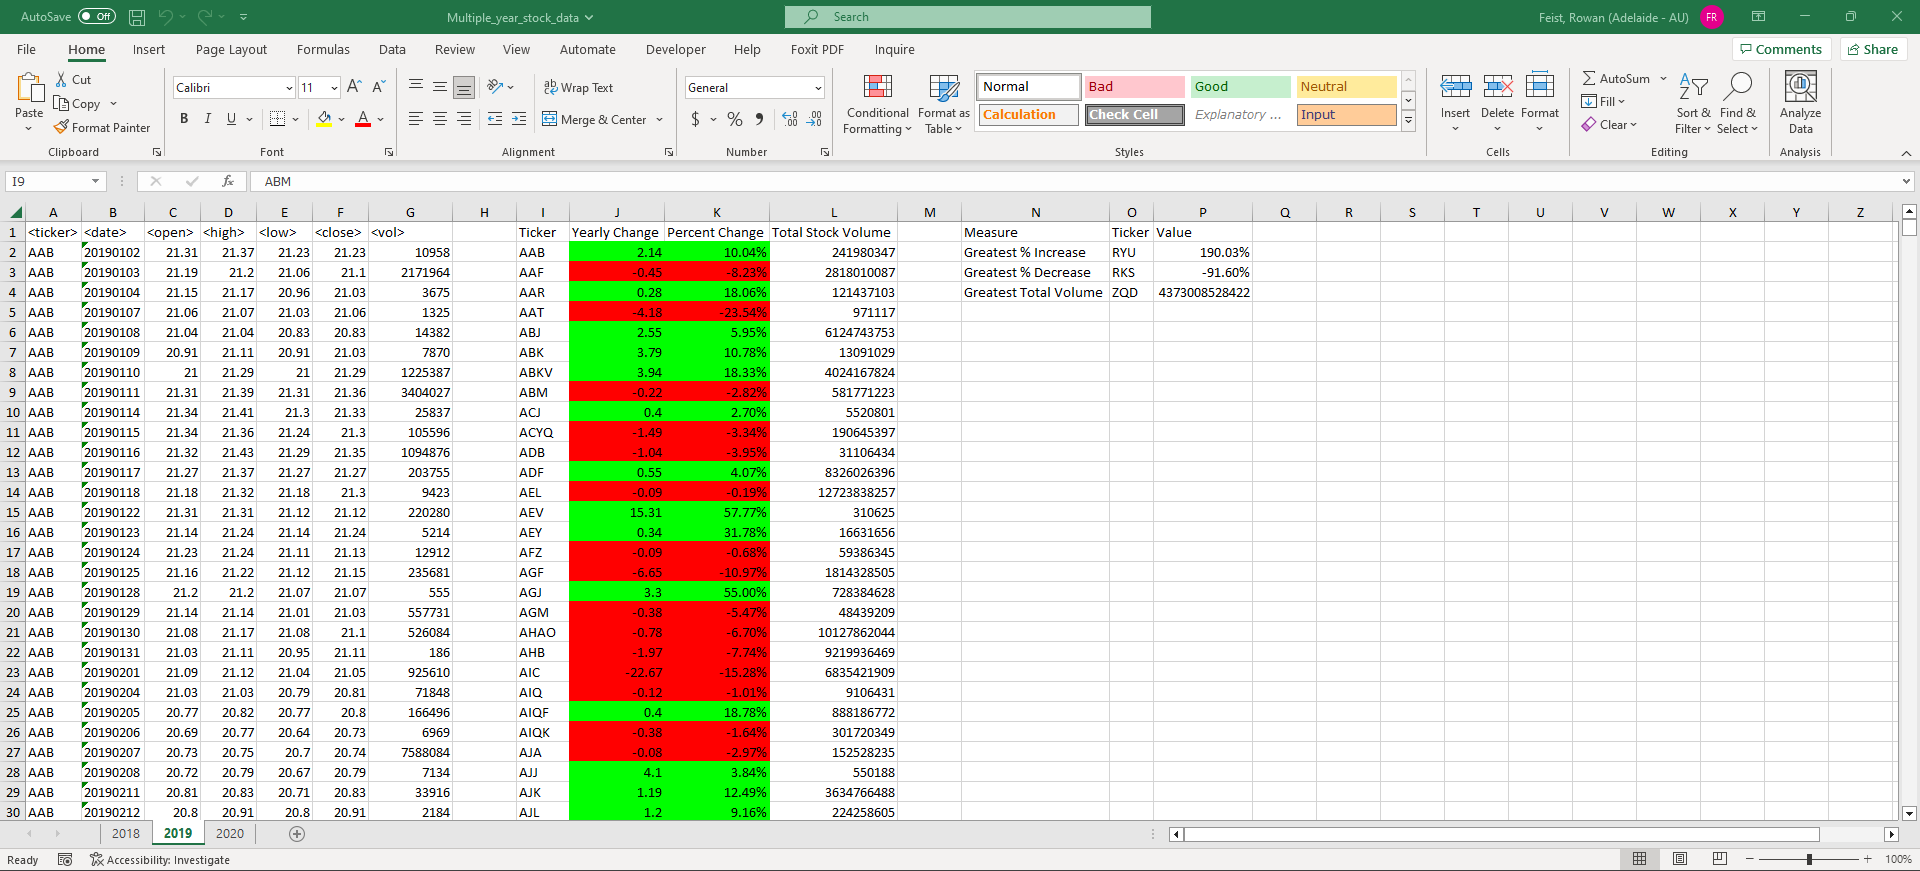 AutoSave Off Multiple_year_stock_data Search Feist, Rowan (Adelaide - AU) FR
File Home Insert Page Layout Formulas Data Review View Automate Developer Help Foxit PDF Inquire Comments Share
Paste Cut Copy Format Painter Clipboard
Calibri 11 B I U A Font
Wrap Text Merge & Center Alignment
General $ % Number
Conditional Formatting Format as Table Normal Bad Good Neutral Calculation Check Cell Explanatory ... Input Styles
Insert Delete Format Cells
AutoSum Fill Clear Sort & Filter Find & Select Editing
Analyze Data Analysis
I9 fx ABM
A B C D E F G H I J K L M N O P Q R S T U V W X Y Z
1 <ticker> <date> <open> <high> <low> <close> <vol> Ticker Yearly Change Percent Change Total Stock Volume Measure Ticker Value
2 AAB 20190102 21.31 21.37 21.23 21.23 10958 AAB 2.14 10.04% 241980347 Greatest % Increase RYU 190.03%
3 AAB 20190103 21.19 21.2 21.06 21.1 2171964 AAF -0.45 -8.23% 2818010087 Greatest % Decrease RKS -91.60%
4 AAB 20190104 21.15 21.17 20.96 21.03 3675 AAR 0.28 18.06% 121437103 Greatest Total Volume ZQD 4373008528422
5 AAB 20190107 21.06 21.07 21.03 21.06 1325 AAT -4.18 -23.54% 971117
6 AAB 20190108 21.04 21.04 20.83 20.83 14382 ABJ 2.55 5.95% 6124743753
7 AAB 20190109 20.91 21.11 20.91 21.03 7870 ABK 3.79 10.78% 13091029
8 AAB 20190110 21 21.29 21 21.29 1225387 ABKV 3.94 18.33% 4024167824
9 AAB 20190111 21.31 21.39 21.31 21.36 3404027 ABM -0.22 -2.82% 581771223
10 AAB 20190114 21.34 21.41 21.3 21.33 25837 ACJ 0.4 2.70% 5520801
11 AAB 20190115 21.34 21.36 21.24 21.3 105596 ACYQ -1.49 -3.34% 190645397
12 AAB 20190116 21.32 21.43 21.29 21.35 1094876 ADB -1.04 -3.95% 31106434
13 AAB 20190117 21.27 21.37 21.27 21.27 203755 ADF 0.55 4.07% 8326026396
14 AAB 20190118 21.18 21.32 21.18 21.3 9423 AEL -0.09 -0.19% 12723838257
15 AAB 20190122 21.31 21.31 21.12 21.12 220280 AEV 15.31 57.77% 310625
16 AAB 20190123 21.14 21.24 21.14 21.24 5214 AEY 0.34 31.78% 16631656
17 AAB 20190124 21.23 21.24 21.11 21.13 12912 AFZ -0.09 -0.68% 59386345
18 AAB 20190125 21.16 21.22 21.12 21.15 235681 AGF -6.65 -10.97% 1814328505
19 AAB 20190128 21.2 21.2 21.07 21.07 555 AGJ 3.3 55.00% 728384628
20 AAB 20190129 21.14 21.14 21.01 21.03 557731 AGM -0.38 -5.47% 48439209
21 AAB 20190130 21.08 21.17 21.08 21.1 526084 AHAO -0.78 -6.70% 10127862044
22 AAB 20190131 21.03 21.11 20.95 21.11 186 AHB -1.97 -7.74% 9219936469
23 AAB 20190201 21.09 21.12 21.04 21.05 925610 AIC -22.67 -15.28% 6835421909
24 AAB 20190204 21.03 21.03 20.79 20.81 71848 AIQ -0.12 -1.01% 9106431
25 AAB 20190205 20.77 20.82 20.77 20.8 166496 AIQF 0.4 18.78% 888186772
26 AAB 20190206 20.69 20.77 20.64 20.73 6969 AIQK -0.38 -1.64% 301720349
27 AAB 20190207 20.73 20.75 20.7 20.74 7588084 AJA -0.08 -2.97% 152528235
28 AAB 20190208 20.72 20.79 20.67 20.79 7134 AJJ 4.1 3.84% 550188
29 AAB 20190211 20.81 20.83 20.71 20.83 33916 AJK 1.19 12.49% 3634766488
30 AAB 20190212 20.8 20.91 20.8 20.91 2184 AJL 1.2 9.16% 224258605
2018 2019 2020
Ready Accessibility: Investigate 100%